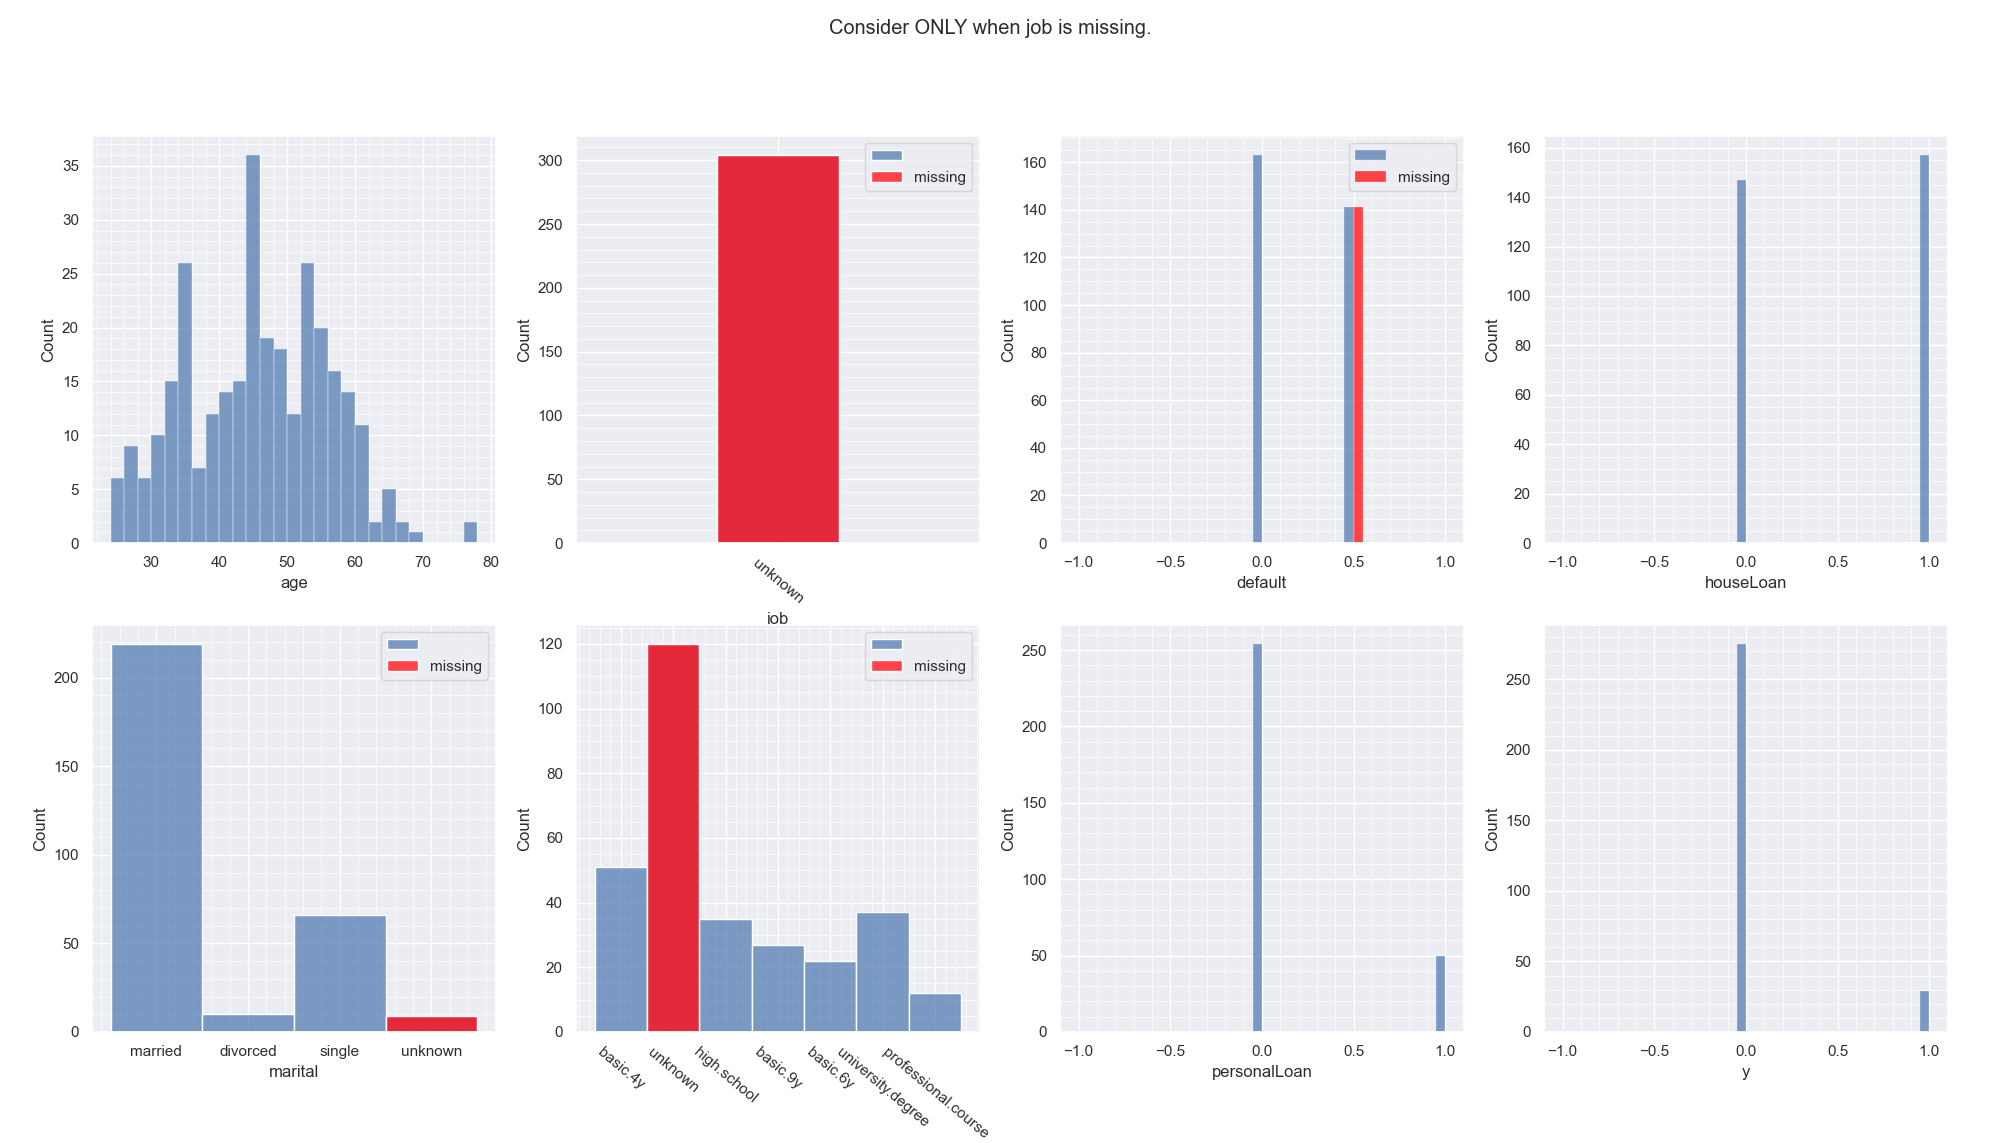 Consider ONLY when job is missing.
35
30
25
20
15
10
5
0
Count
30 40 50 60 70 80
age
300
250
200
150
100
50
0
Count
missing
unknown
job
160
140
120
100
80
60
40
20
0
Count
missing
−1.0 −0.5 0.0 0.5 1.0
default
160
140
120
100
80
60
40
20
0
Count
−1.0 −0.5 0.0 0.5 1.0
houseLoan
200
150
100
50
0
Count
missing
married divorced single unknown
marital
120
100
80
60
40
20
0
Count
missing
basic.4y
unknown
high.school
basic.9y
basic.6y
university.degree
professional.course
250
200
150
100
50
0
Count
−1.0 −0.5 0.0 0.5 1.0
personalLoan
250
200
150
100
50
0
Count
−1.0 −0.5 0.0 0.5 1.0
y